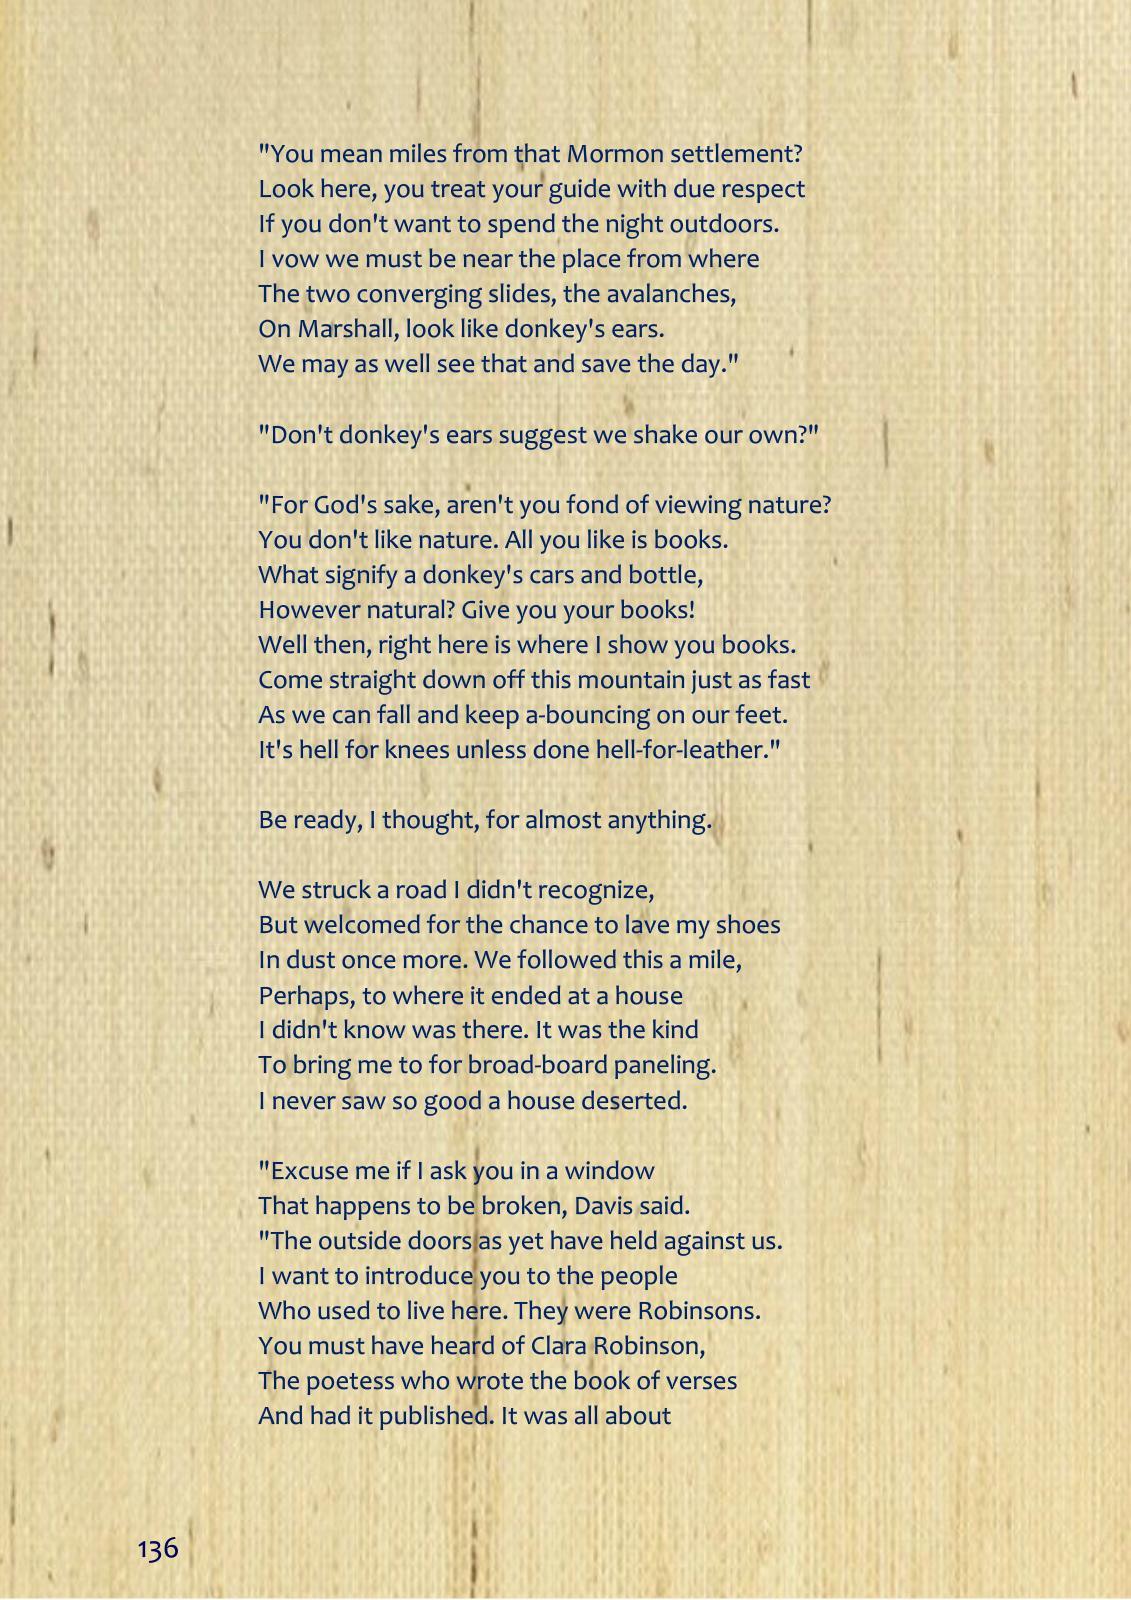 "You mean miles from that Mormon settlement?
Look here, you treat your guide with due respect
If you don't want to spend the night outdoors.
I vow we must be near the place from where
The two converging slides, the avalanches,
On Marshall, look like donkey's ears.
We may as well see that and save the day."
"Don't donkey's ears suggest we shake our own?"
"For God's sake, aren't you fond of viewing nature?
You don't like nature. All you like is books.
What signify a donkey's cars and bottle,
However natural? Give you your books!
Well then, right here is where I show you books.
Come straight down off this mountain just as fast
As we can fall and keep a-bouncing on our feet.
It's hell for knees unless done hell-for-leather."
Be ready, I thought, for almost anything.
We struck a road I didn't recognize,
But welcomed for the chance to lave my shoes
In dust once more. We followed this a mile,
Perhaps, to where it ended at a house
I didn't know was there. It was the kind
To bring me to for broad-board paneling.
I never saw so good a house deserted.
"Excuse me if I ask you in a window
That happens to be broken, Davis said.
"The outside doors as yet have held against us.
I want to introduce you to the people
Who used to live here. They were Robinsons.
You must have heard of Clara Robinson,
The poetess who wrote the book of verses
And had it published. It was all about
136